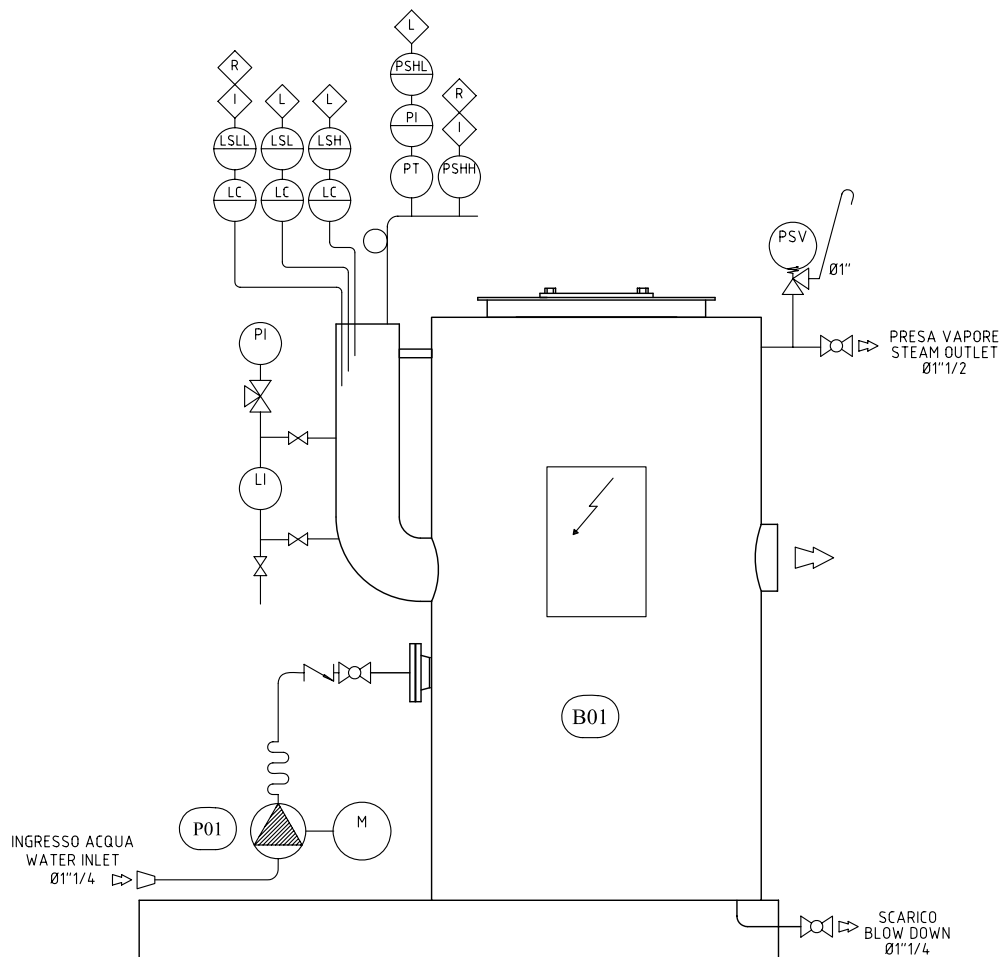 L
R
PSHL
R
I
L
L
PI
I
LSLL
LSL
LSH
PT
PSHH
LC
LC
LC
PSV
Ø1"
PI
PRESA VAPORE
STEAM OUTLET
Ø1"1/2
LI
B01
P01
M
INGRESSO ACQUA
WATER INLET
Ø1"1/4
SCARICO
BLOW DOWN
Ø1"1/4